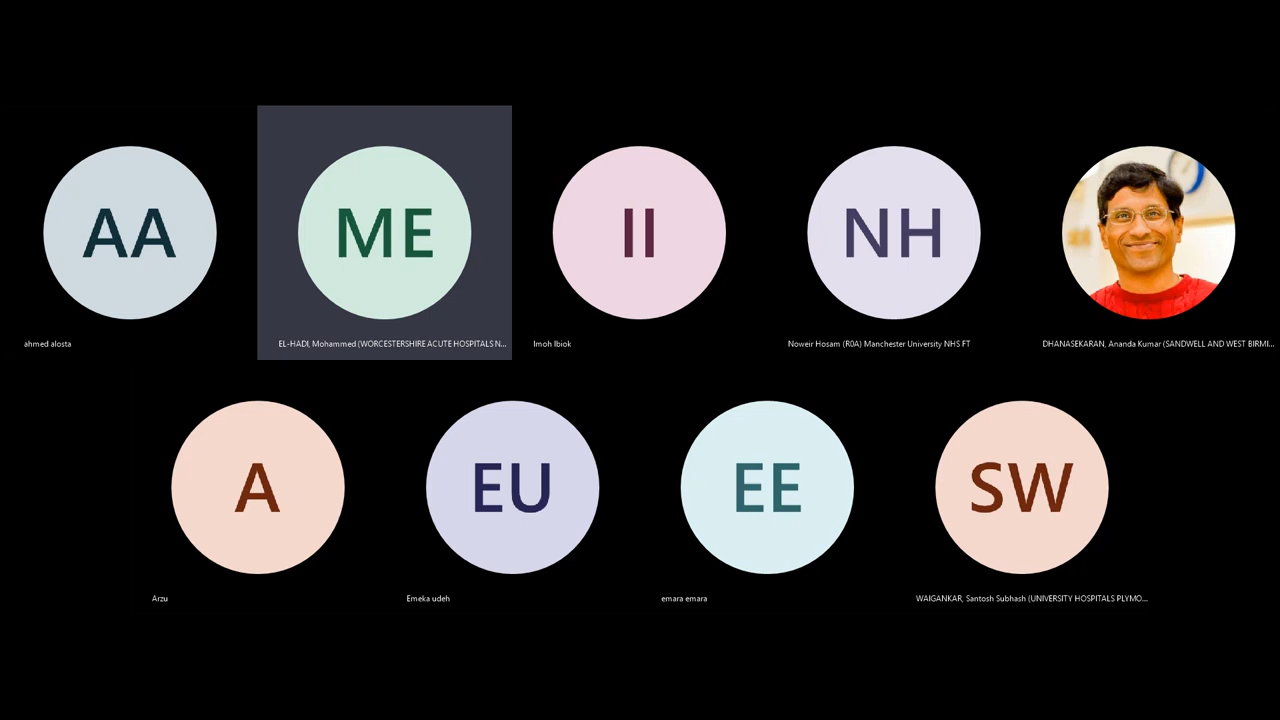 AA
ME
II
NH
ahmed alosta
EL-HADI, Mohammed (WORCESTERSHIRE ACUTE HOSPITALS N...
Imoh Ibiok
Noweir Hosam (R0A) Manchester University NHS FT
DHANASEKARAN, Ananda Kumar (SANDWELL AND WEST BIRMI...
A
EU
EE
SW
Arzu
Emeka udeh
emara emara
WAIGANKAR, Santosh Subhash (UNIVERSITY HOSPITALS PLYMO...